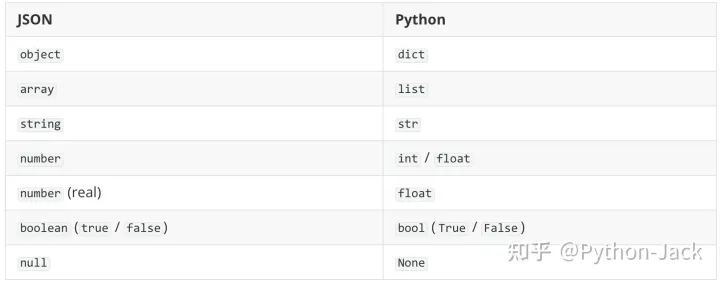 JSON Python
object dict
array list
string str
number int / float
number (real) float
boolean (true / false) bool (True / False)
null None
知乎 @Python-Jack